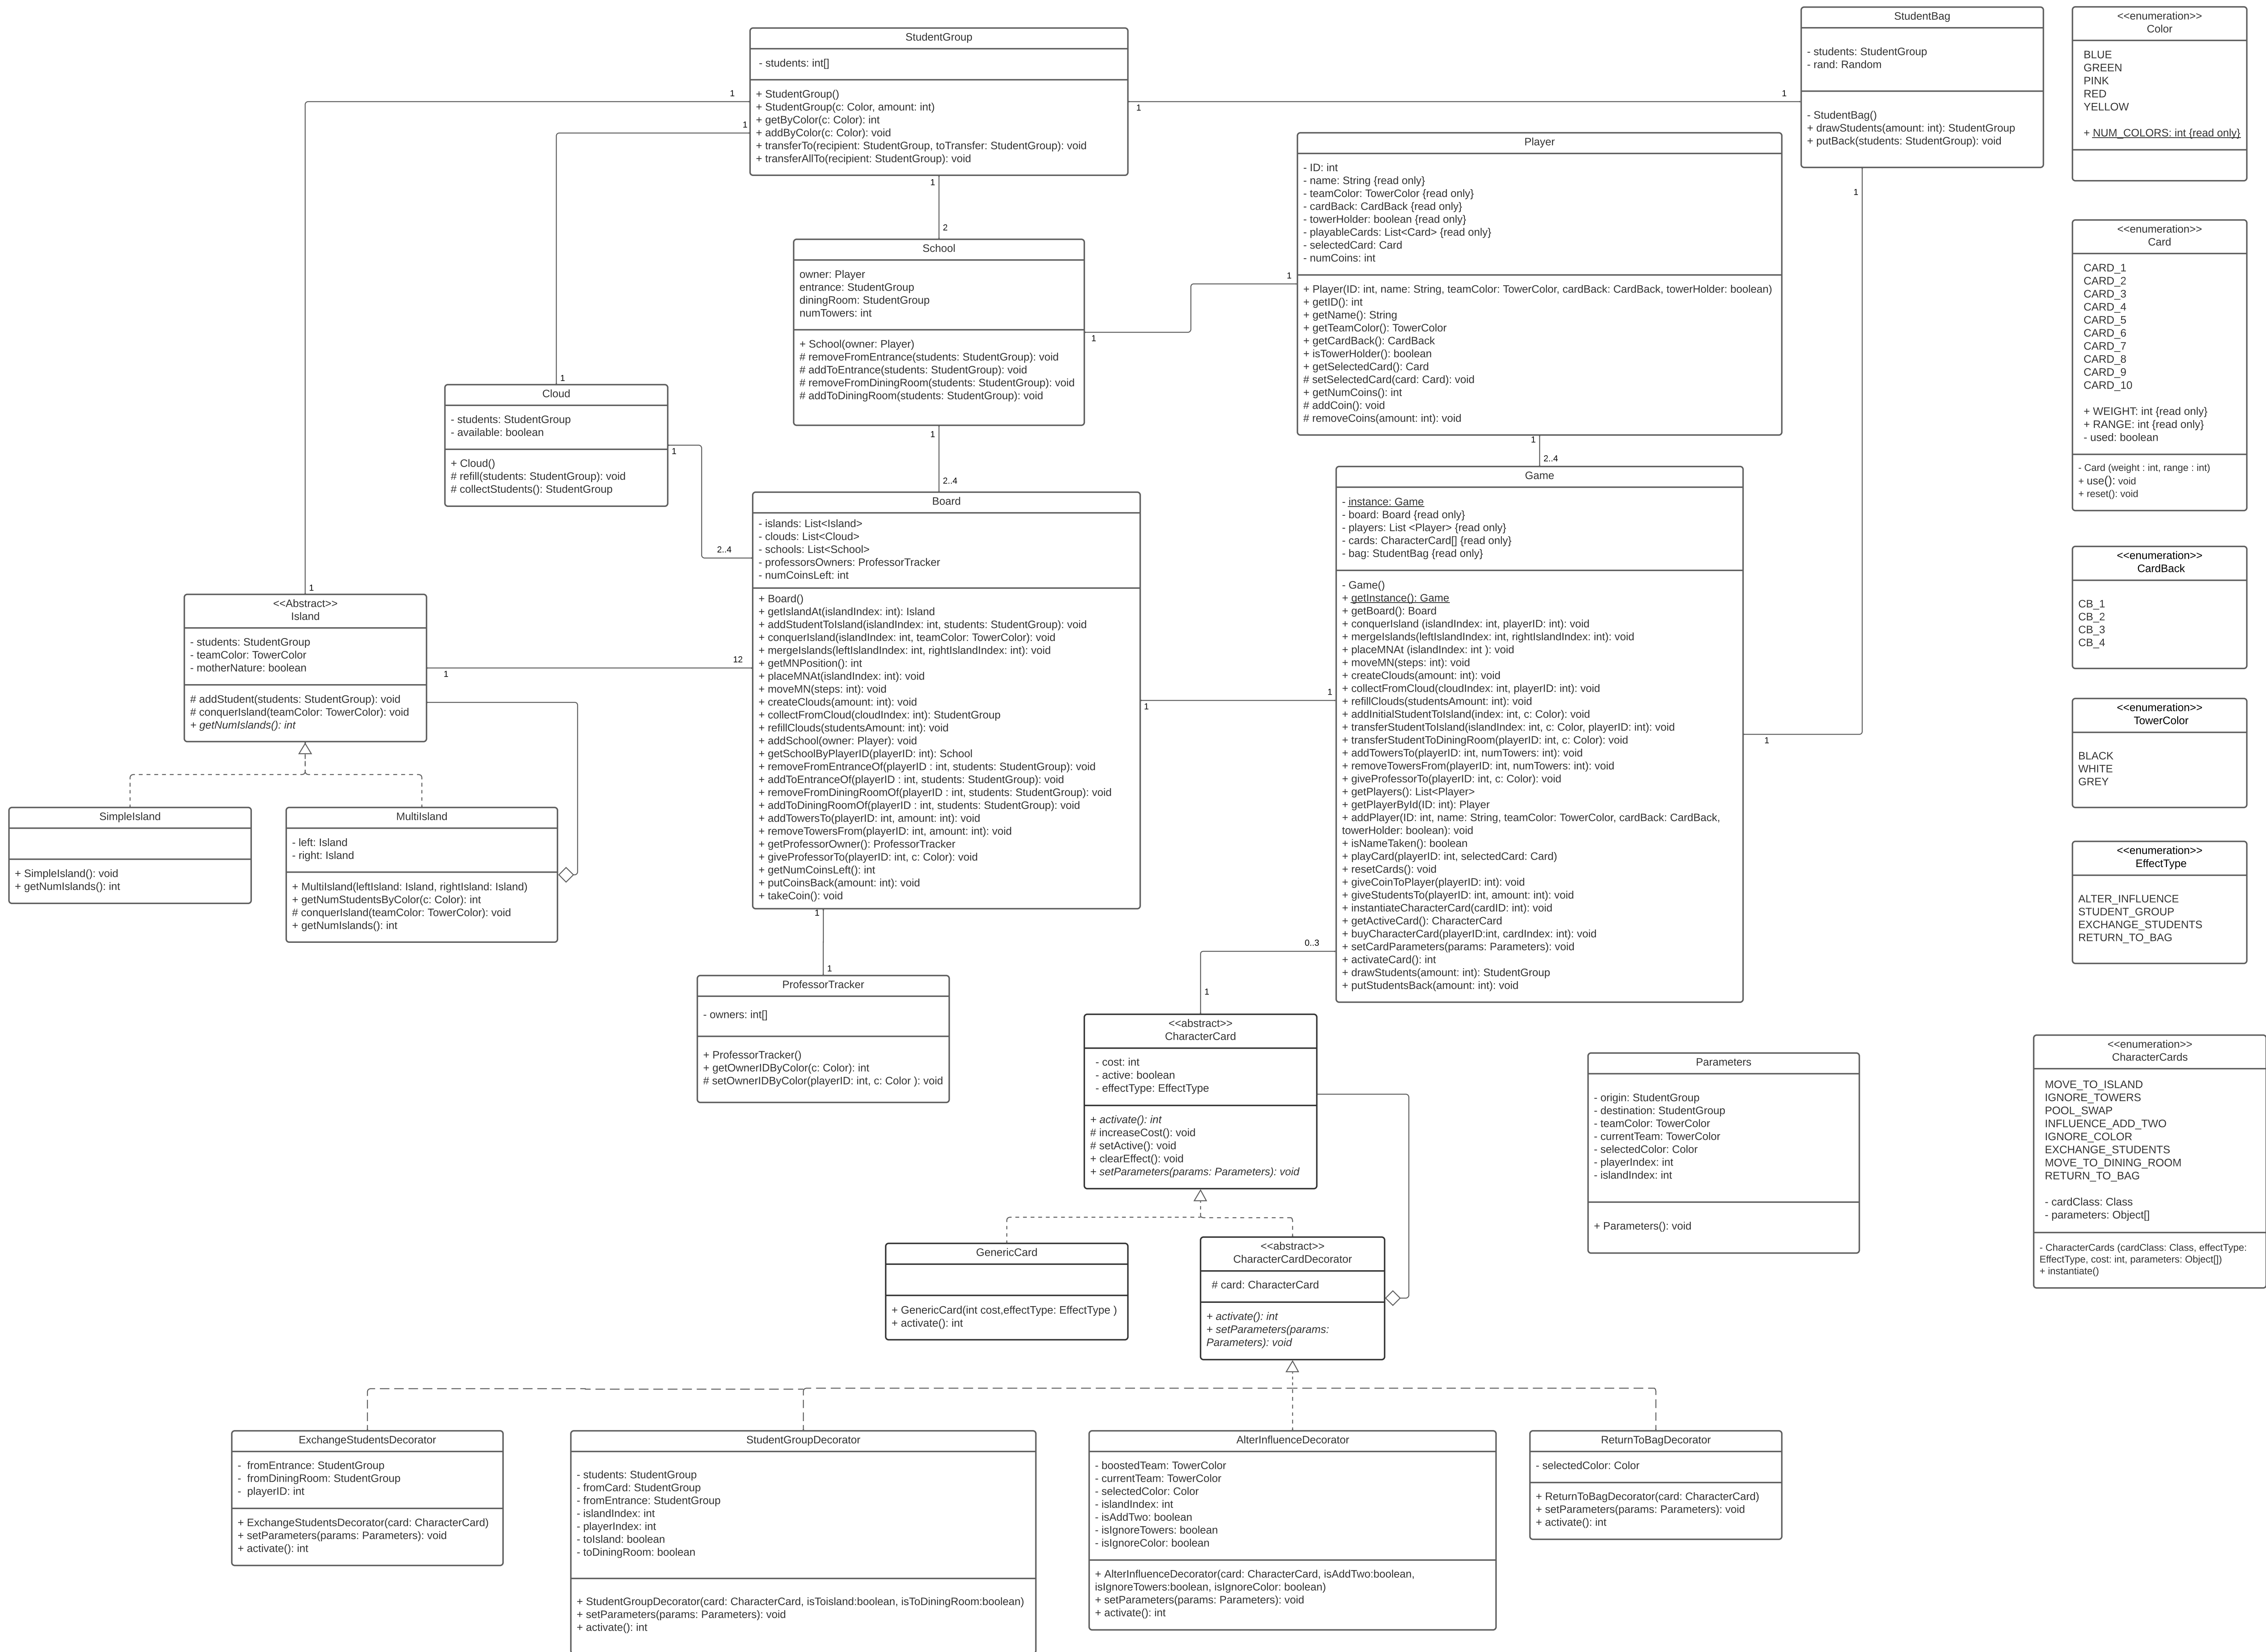 StudentGroup
- students: int[]
+ StudentGroup()
+ StudentGroup(c: Color, amount: int)
+ getByColor(c: Color): int
+ addByColor(c: Color): void
+ transferTo(recipient: StudentGroup, toTransfer: StudentGroup): void
+ transferAllTo(recipient: StudentGroup): void
1
1
1
1
1
StudentBag
- students: StudentGroup
- rand: Random
- StudentBag()
+ drawStudents(amount: int): StudentGroup
+ putBack(students: StudentGroup): void
1
<<enumeration>>
Color
BLUE
GREEN
PINK
RED
YELLOW
+ NUM_COLORS: int {read only}
Player
- ID: int
- name: String {read only}
- teamColor: TowerColor {read only}
- cardBack: CardBack {read only}
- towerHolder: boolean {read only}
- playableCards: List<Card> {read only}
- selectedCard: Card
- numCoins: int
+ Player(ID: int, name: String, teamColor: TowerColor, cardBack: CardBack, towerHolder: boolean)
+ getID(): int
+ getName(): String
+ getTeamColor(): TowerColor
+ getCardBack(): CardBack
+ isTowerHolder(): boolean
+ getSelectedCard(): Card
# setSelectedCard(card: Card): void
+ getNumCoins(): int
# addCoin(): void
# removeCoins(amount: int): void
1
1
2..4
<<enumeration>>
Card
CARD_1
CARD_2
CARD_3
CARD_4
CARD_5
CARD_6
CARD_7
CARD_8
CARD_9
CARD_10
+ WEIGHT: int {read only}
+ RANGE: int {read only}
- used: boolean
- Card (weight : int, range : int)
+ use(): void
+ reset(): void
2
School
owner: Player
entrance: StudentGroup
diningRoom: StudentGroup
numTowers: int
+ School(owner: Player)
# removeFromEntrance(students: StudentGroup): void
# addToEntrance(students: StudentGroup): void
# removeFromDiningRoom(students: StudentGroup): void
# addToDiningRoom(students: StudentGroup): void
1
1
2..4
1
Cloud
- students: StudentGroup
- available: boolean
+ Cloud()
# refill(students: StudentGroup): void
# collectStudents(): StudentGroup
1
2..4
Board
- islands: List<Island>
- clouds: List<Cloud>
- schools: List<School>
- professorsOwners: ProfessorTracker
- numCoinsLeft: int
+ Board()
+ getIslandAt(islandIndex: int): Island
+ addStudentToIsland(islandIndex: int, students: StudentGroup): void
+ conquerIsland(islandIndex: int, teamColor: TowerColor): void
+ mergeIslands(leftIslandIndex: int, rightIslandIndex: int): void
+ getMNPosition(): int
+ placeMNAt(islandIndex: int): void
+ moveMN(steps: int): void
+ createClouds(amount: int): void
+ collectFromCloud(cloudIndex: int): StudentGroup
+ refillClouds(studentsAmount: int): void
+ addSchool(owner: Player): void
+ getSchoolByPlayerID(playerID: int): School
+ removeFromEntranceOf(playerID : int, students: StudentGroup): void
+ addToEntranceOf(playerID : int, students: StudentGroup): void
+ removeFromDiningRoomOf(playerID : int, students: StudentGroup): void
+ addToDiningRoomOf(playerID : int, students: StudentGroup): void
+ addTowersTo(playerID: int, amount: int): void
+ removeTowersFrom(playerID: int, amount: int): void
+ getProfessorOwner(): ProfessorTracker
+ giveProfessorTo(playerID: int, c: Color): void
+ getNumCoinsLeft(): int
+ putCoinsBack(amount: int): void
+ takeCoin(): void
1
1
1
Game
- instance: Game
- board: Board {read only}
- players: List <Player> {read only}
- cards: CharacterCard[] {read only}
- bag: StudentBag {read only}
- Game()
+ getInstance(): Game
+ getBoard(): Board
+ conquerIsland (islandIndex: int, playerID: int): void
+ mergeIslands(leftIslandIndex: int, rightIslandIndex: int): void
+ placeMNAt (islandIndex: int ): void
+ moveMN(steps: int): void
+ createClouds(amount: int): void
+ collectFromCloud(cloudIndex: int, playerID: int): void
+ refillClouds(studentsAmount: int): void
+ addInitialStudentToIsland(index: int, c: Color): void
+ transferStudentToIsland(islandIndex: int, c: Color, playerID: int): void
+ transferStudentToDiningRoom(playerID: int, c: Color): void
+ addTowersTo(playerID: int, numTowers: int): void
+ removeTowersFrom(playerID: int, numTowers: int): void
+ giveProfessorTo(playerID: int, c: Color): void
+ getPlayers(): List<Player>
+ getPlayerById(ID: int): Player
+ addPlayer(ID: int, name: String, teamColor: TowerColor, cardBack: CardBack,
towerHolder: boolean): void
+ isNameTaken(): boolean
+ playCard(playerID: int, selectedCard: Card)
+ resetCards(): void
+ giveCoinToPlayer(playerID: int): void
+ giveStudentsTo(playerID: int, amount: int): void
+ instantiateCharacterCard(cardID: int): void
+ getActiveCard(): CharacterCard
+ buyCharacterCard(playerID:int, cardIndex: int): void
+ setCardParameters(params: Parameters): void
+ activateCard(): int
+ drawStudents(amount: int): StudentGroup
+ putStudentsBack(amount: int): void
1
0..3
1
<<enumeration>>
CardBack
CB_1
CB_2
CB_3
CB_4
<<enumeration>>
TowerColor
BLACK
WHITE
GREY
<<enumeration>>
EffectType
ALTER_INFLUENCE
STUDENT_GROUP
EXCHANGE_STUDENTS
RETURN_TO_BAG
1
<<Abstract>>
Island
- students: StudentGroup
- teamColor: TowerColor
- motherNature: boolean
# addStudent(students: StudentGroup): void
# conquerIsland(teamColor: TowerColor): void
+ getNumIslands(): int
1
12
SimpleIsland
+ SimpleIsland(): void
+ getNumIslands(): int
MultiIsland
- left: Island
- right: Island
+ MultiIsland(leftIsland: Island, rightIsland: Island)
+ getNumStudentsByColor(c: Color): int
# conquerIsland(teamColor: TowerColor): void
+ getNumIslands(): int
1
ProfessorTracker
- owners: int[]
+ ProfessorTracker()
+ getOwnerIDByColor(c: Color): int
# setOwnerIDByColor(playerID: int, c: Color ): void
<<abstract>>
CharacterCard
- cost: int
- active: boolean
- effectType: EffectType
+ activate(): int
# increaseCost(): void
# setActive(): void
+ clearEffect(): void
+ setParameters(params: Parameters): void
Parameters
- origin: StudentGroup
- destination: StudentGroup
- teamColor: TowerColor
- currentTeam: TowerColor
- selectedColor: Color
- playerIndex: int
- islandIndex: int
+ Parameters(): void
<<enumeration>>
CharacterCards
MOVE_TO_ISLAND
IGNORE_TOWERS
POOL_SWAP
INFLUENCE_ADD_TWO
IGNORE_COLOR
EXCHANGE_STUDENTS
MOVE_TO_DINING_ROOM
RETURN_TO_BAG
- cardClass: Class
- parameters: Object[]
- CharacterCards (cardClass: Class, effectType:
EffectType, cost: int, parameters: Object[])
+ instantiate()
GenericCard
+ GenericCard(int cost,effectType: EffectType )
+ activate(): int
<<abstract>>
CharacterCardDecorator
# card: CharacterCard
+ activate(): int
+ setParameters(params:
Parameters): void
ExchangeStudentsDecorator
- fromEntrance: StudentGroup
- fromDiningRoom: StudentGroup
- playerID: int
+ ExchangeStudentsDecorator(card: CharacterCard)
+ setParameters(params: Parameters): void
+ activate(): int
StudentGroupDecorator
- students: StudentGroup
- fromCard: StudentGroup
- fromEntrance: StudentGroup
- islandIndex: int
- playerIndex: int
- toIsland: boolean
- toDiningRoom: boolean
+ StudentGroupDecorator(card: CharacterCard, isToisland:boolean, isToDiningRoom:boolean)
+ setParameters(params: Parameters): void
+ activate(): int
AlterInfluenceDecorator
- boostedTeam: TowerColor
- currentTeam: TowerColor
- selectedColor: Color
- islandIndex: int
- isAddTwo: boolean
- isIgnoreTowers: boolean
- isIgnoreColor: boolean
+ AlterInfluenceDecorator(card: CharacterCard, isAddTwo:boolean,
isIgnoreTowers:boolean, isIgnoreColor: boolean)
+ setParameters(params: Parameters): void
+ activate(): int
ReturnToBagDecorator
- selectedColor: Color
+ ReturnToBagDecorator(card: CharacterCard)
+ setParameters(params: Parameters): void
+ activate(): int